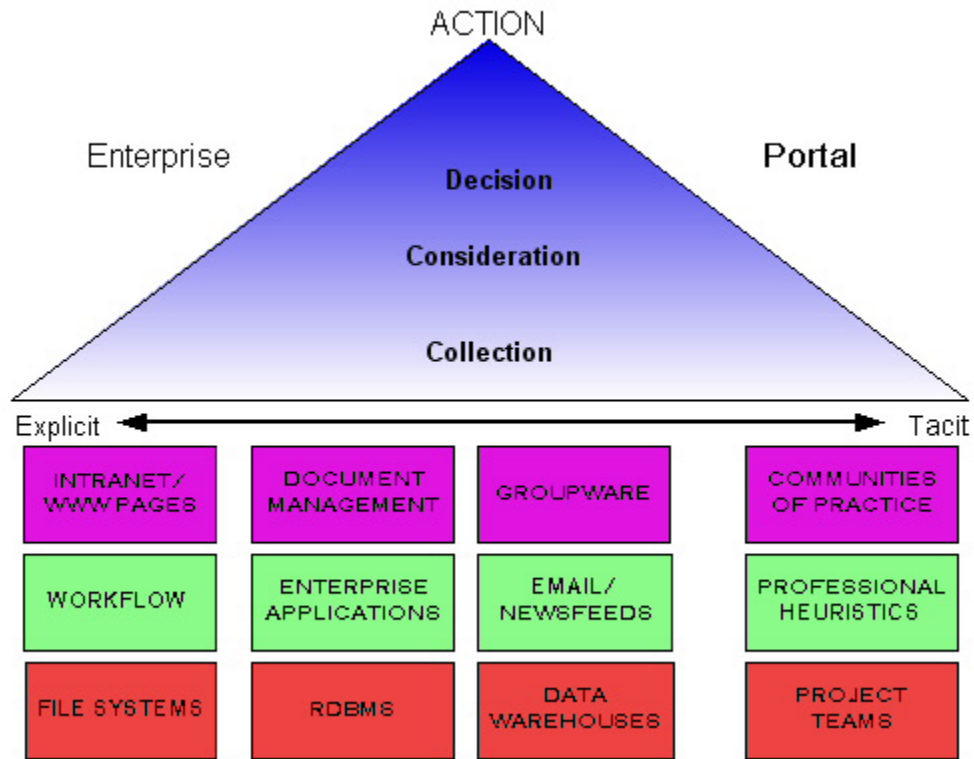 ACTION
Enterprise
Portal
Decision
Consideration
Collection
Explicit
Tacit
INTRANET/
WWW PAGES
DOCUMENT
MANAGEMENT
GROUPWARE
COMMUNITIES
OF PRACTICE
WORKFLOW
ENTERPRISE
APPLICATIONS
EMAIL/
NEWSFEEDS
PROFESSIONAL
HEURISTICS
FILE SYSTEMS
RDBMS
DATA
WAREHOUSES
PROJECT
TEAMS